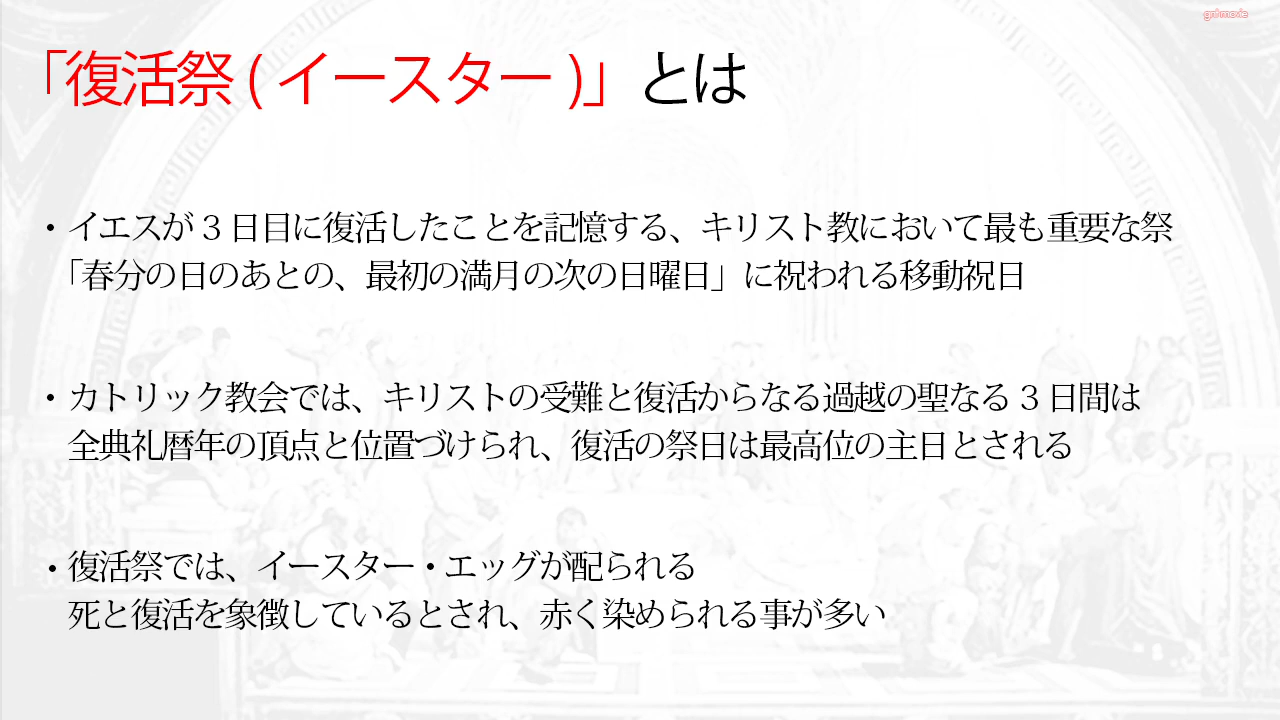 「復活祭(イースター)」とは
・イエスが3日目に復活したことを記憶する、キリスト教において最も重要な祭
「春分の日のあとの、最初の満月の次の日曜日」に祝われる移動祝日
・カトリック教会では、キリストの受難と復活からなる過越の聖なる3日間は
全典礼暦年の頂点と位置づけられ、復活の祭日は最高位の主日とされる
・復活祭では、イースター・エッグが配られる
死と復活を象徴しているとされ、赤く染められる事が多い